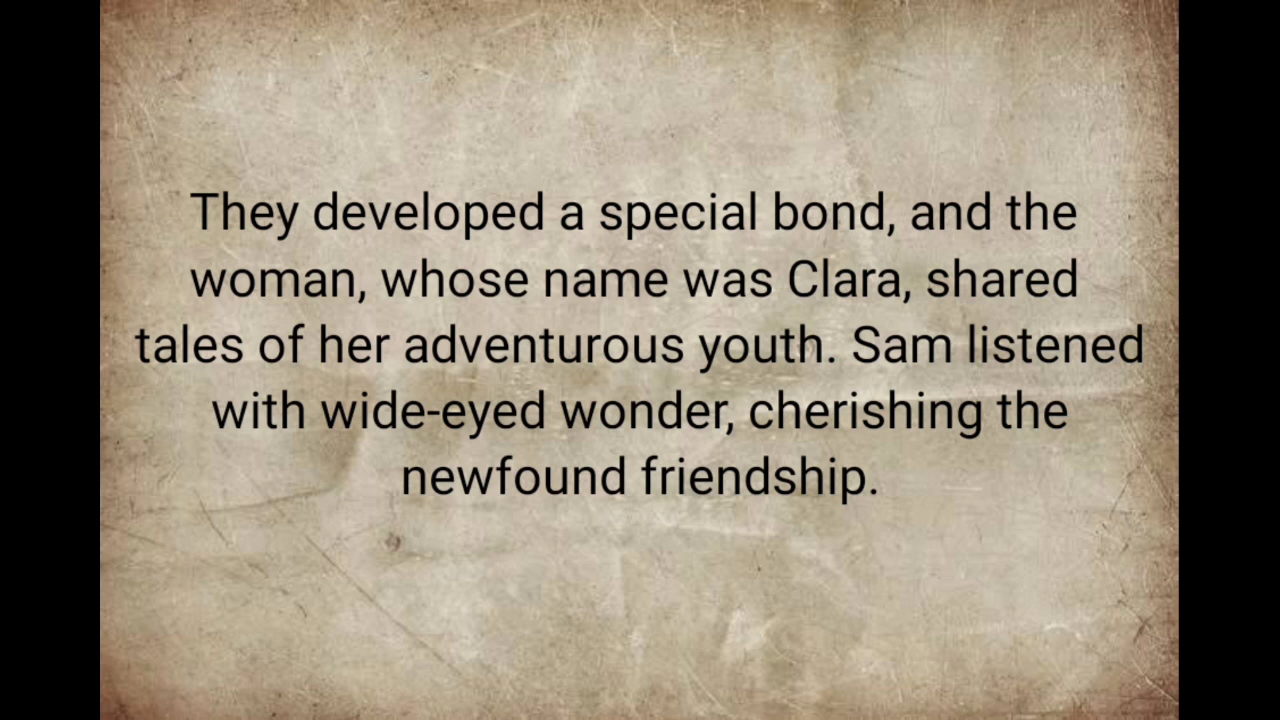 They developed a special bond, and the
woman, whose name was Clara, shared
tales of her adventurous youth. Sam listened
with wide-eyed wonder, cherishing the
newfound friendship.